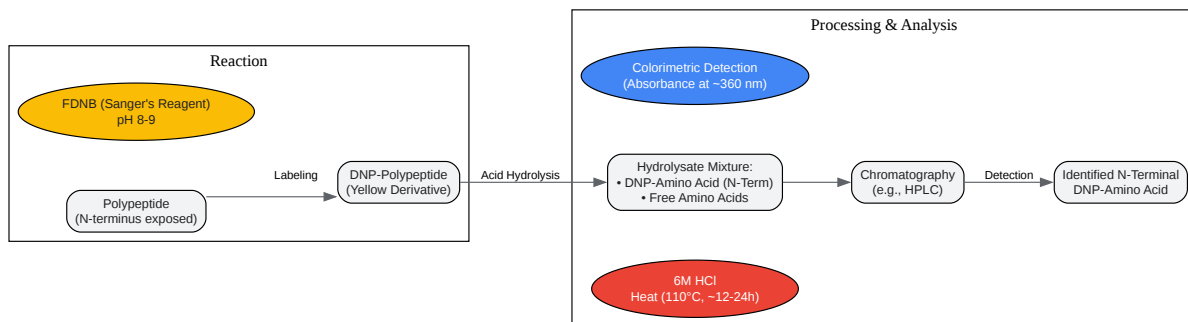 Reaction
FDNB (Sanger's Reagent)
pH 8-9
Polypeptide
(N-terminus exposed)
Labeling
DNP-Polypeptide
(Yellow Derivative)
Acid Hydrolysis
Processing & Analysis
Colorimetric Detection
(Absorbance at ~360 nm)
Hydrolysate Mixture:
• DNP-Amino Acid (N-Term)
• Free Amino Acids
Chromatography
(e.g., HPLC)
Detection
Identified N-Terminal
DNP-Amino Acid
6M HCl
Heat (110°C, ~12-24h)